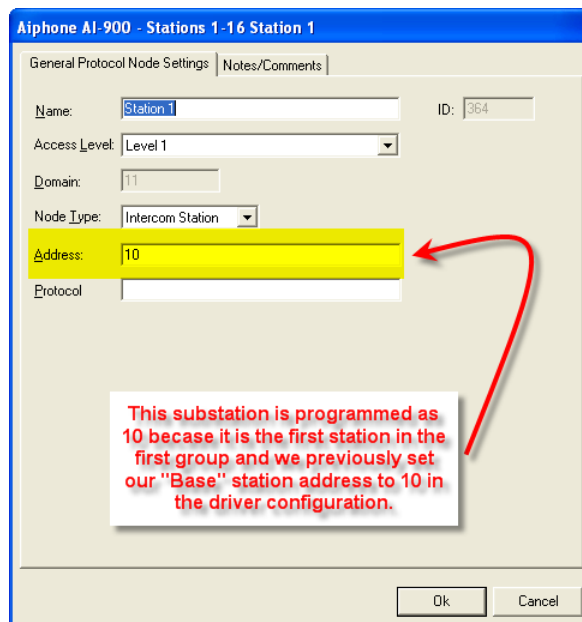 Aiphone AI-900 - Stations 1-16 Station 1
General Protocol Node Settings Notes/Comments
Name: Station 1 ID: 364
Access Level: Level 1
Domain: 11
Node Type: Intercom Station
Address: 10
Protocol
This substation is programmed as
10 becase it is the first station in the
first group and we previously set
our "Base" station address to 10 in
the driver configuration.
Ok Cancel